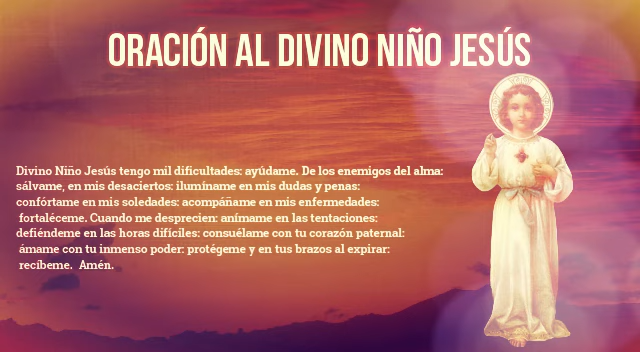 ORACIÓN AL DIVINO NIÑO JESÚS
Divino Niño Jesús tengo mil dificultades: ayúdame. De los enemigos del alma:
sálvame, en mis desaciertos: ilumíname en mis dudas y penas:
confórtame en mis soledades: acompáñame en mis enfermedades:
fortaléceme. Cuando me desprecien: anímame en las tentaciones:
defiéndeme en las horas difíciles: consuélame con tu corazón paternal:
ámame con tu inmenso poder: protégeme y en tus brazos al expirar:
recíbeme. Amén.